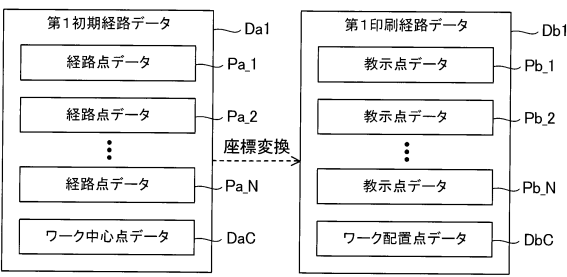 第1初期経路データ
Da1
経路点データ
Pa_1
経路点データ
Pa_2
経路点データ
Pa_N
ワーク中心点データ
DaC
座標変換
第1印刷経路データ
Db1
教示点データ
Pb_1
教示点データ
Pb_2
教示点データ
Pb_N
ワーク配置点データ
DbC